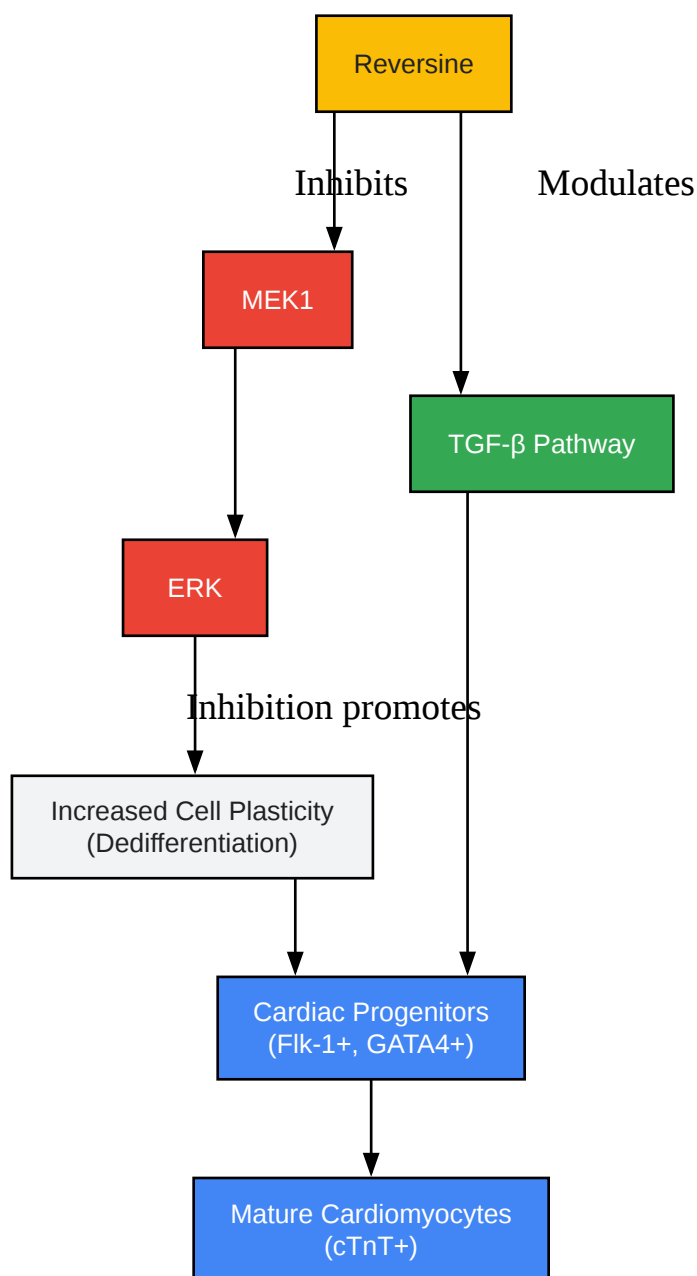 Reversine
Inhibits
Modulates
MEK1
TGF-β Pathway
ERK
Inhibition promotes
Increased Cell Plasticity
(Dedifferentiation)
Cardiac Progenitors
(Flk-1+, GATA4+)
Mature Cardiomyocytes
(cTnT+)